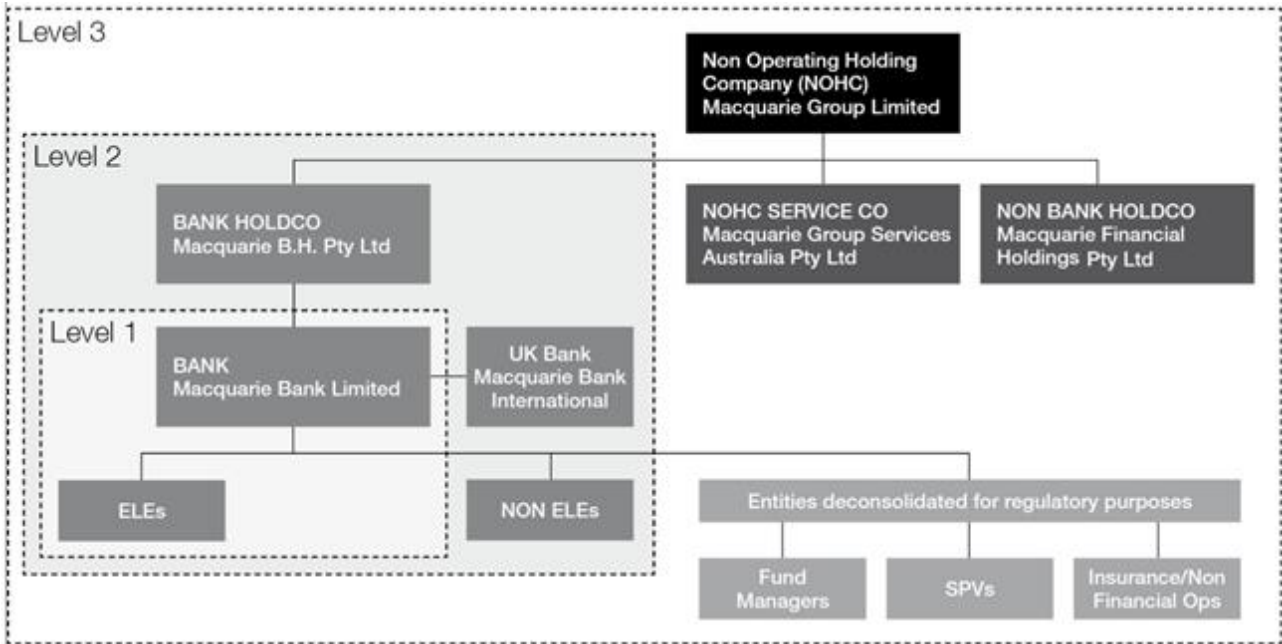 Level 3
Non Operating Holding
Company (NOHC)
Macquarie Group Limited
Level 2
BANK HOLDCO
Macquarie B.H. Pty Ltd
NOHC SERVICE CO
Macquarie Group Services
Australia Pty Ltd
NON BANK HOLDCO
Macquarie Financial
Holdings Pty Ltd
Level 1
BANK
Macquarie Bank Limited
UK Bank
Macquarie Bank
International
ELEs
NON ELEs
Entities deconsolidated for regulatory purposes
Fund
Managers
SPVs
Insurance/Non
Financial Ops